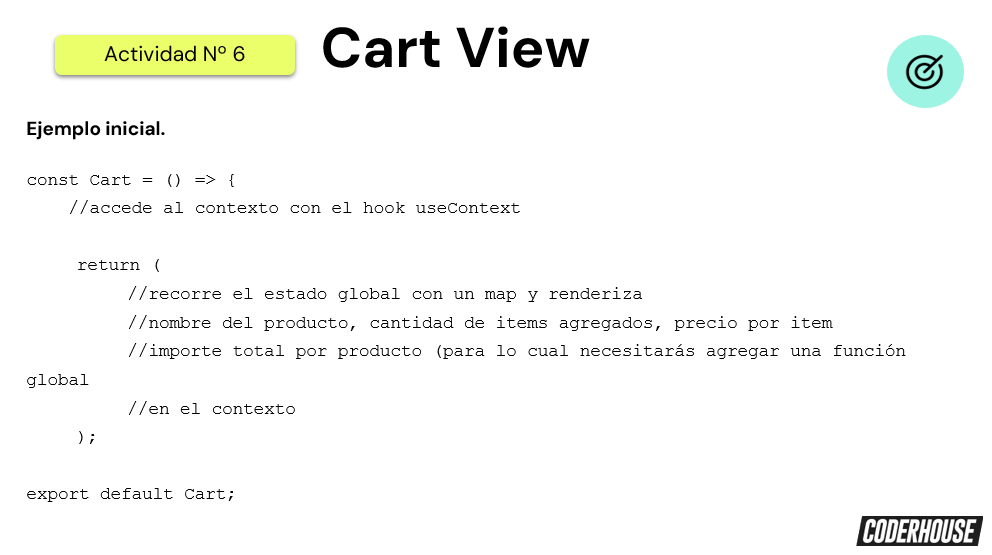 Actividad Nº 6
Cart View
Ejemplo inicial.
const Cart = () => {
//accede al contexto con el hook useContext
return (
//recorre el estado global con un map y renderiza
//nombre del producto, cantidad de items agregados, precio por item
//importe total por producto (para lo cual necesitarás agregar una función
global
//en el contexto
);
export default Cart;
CODERHOUSE